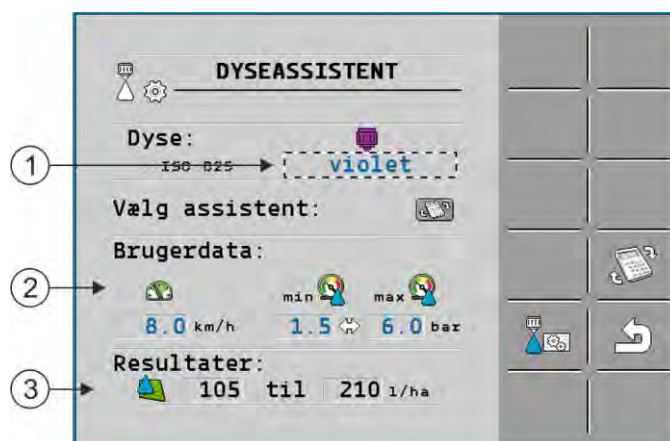 DYSEASSISTENT
Dyse:
1 ISO 025 violet
Vælg assistent:
Brugerdata:
2
min max
8.0 km/h 1.5 6.0 bar
Resultater:
3 105 til 210 l/ha